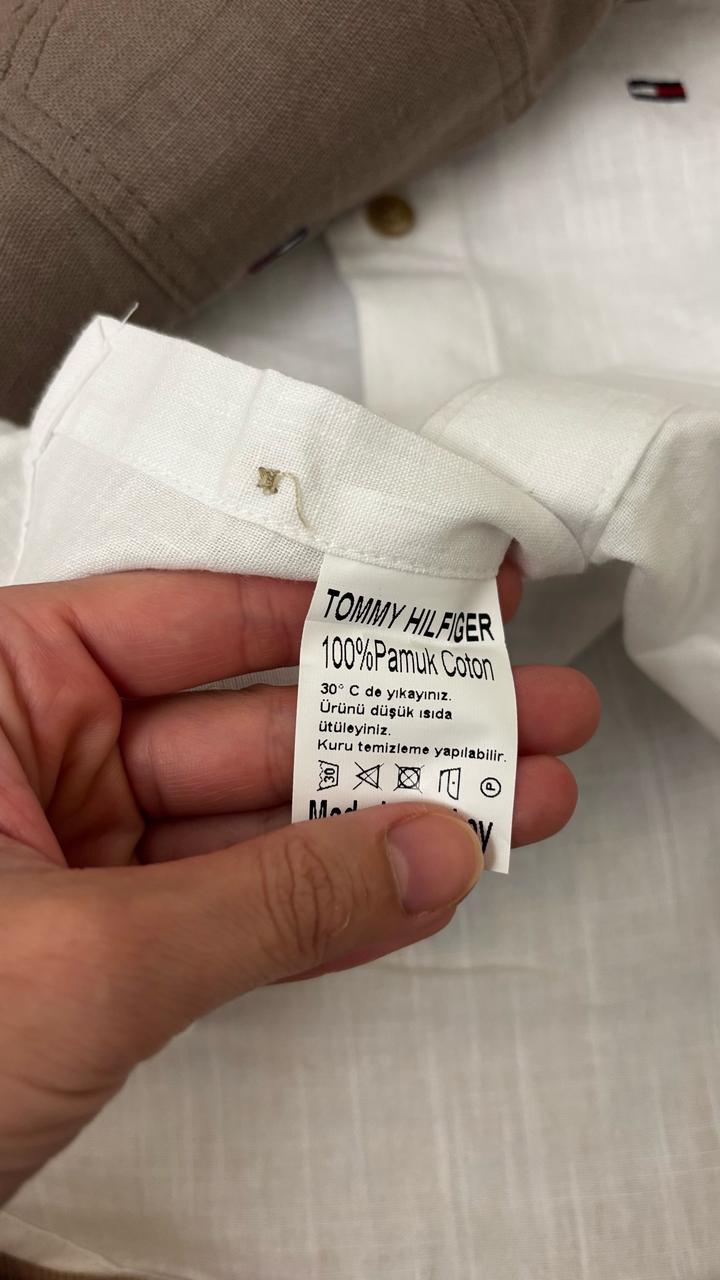 TOMMY HILFIGER
100%Pamuk Coton
30° C de yıkayınız.
Ürünü düşük ısıda
ütüleyiniz.
Kuru temizleme yapılabilir.
30 P